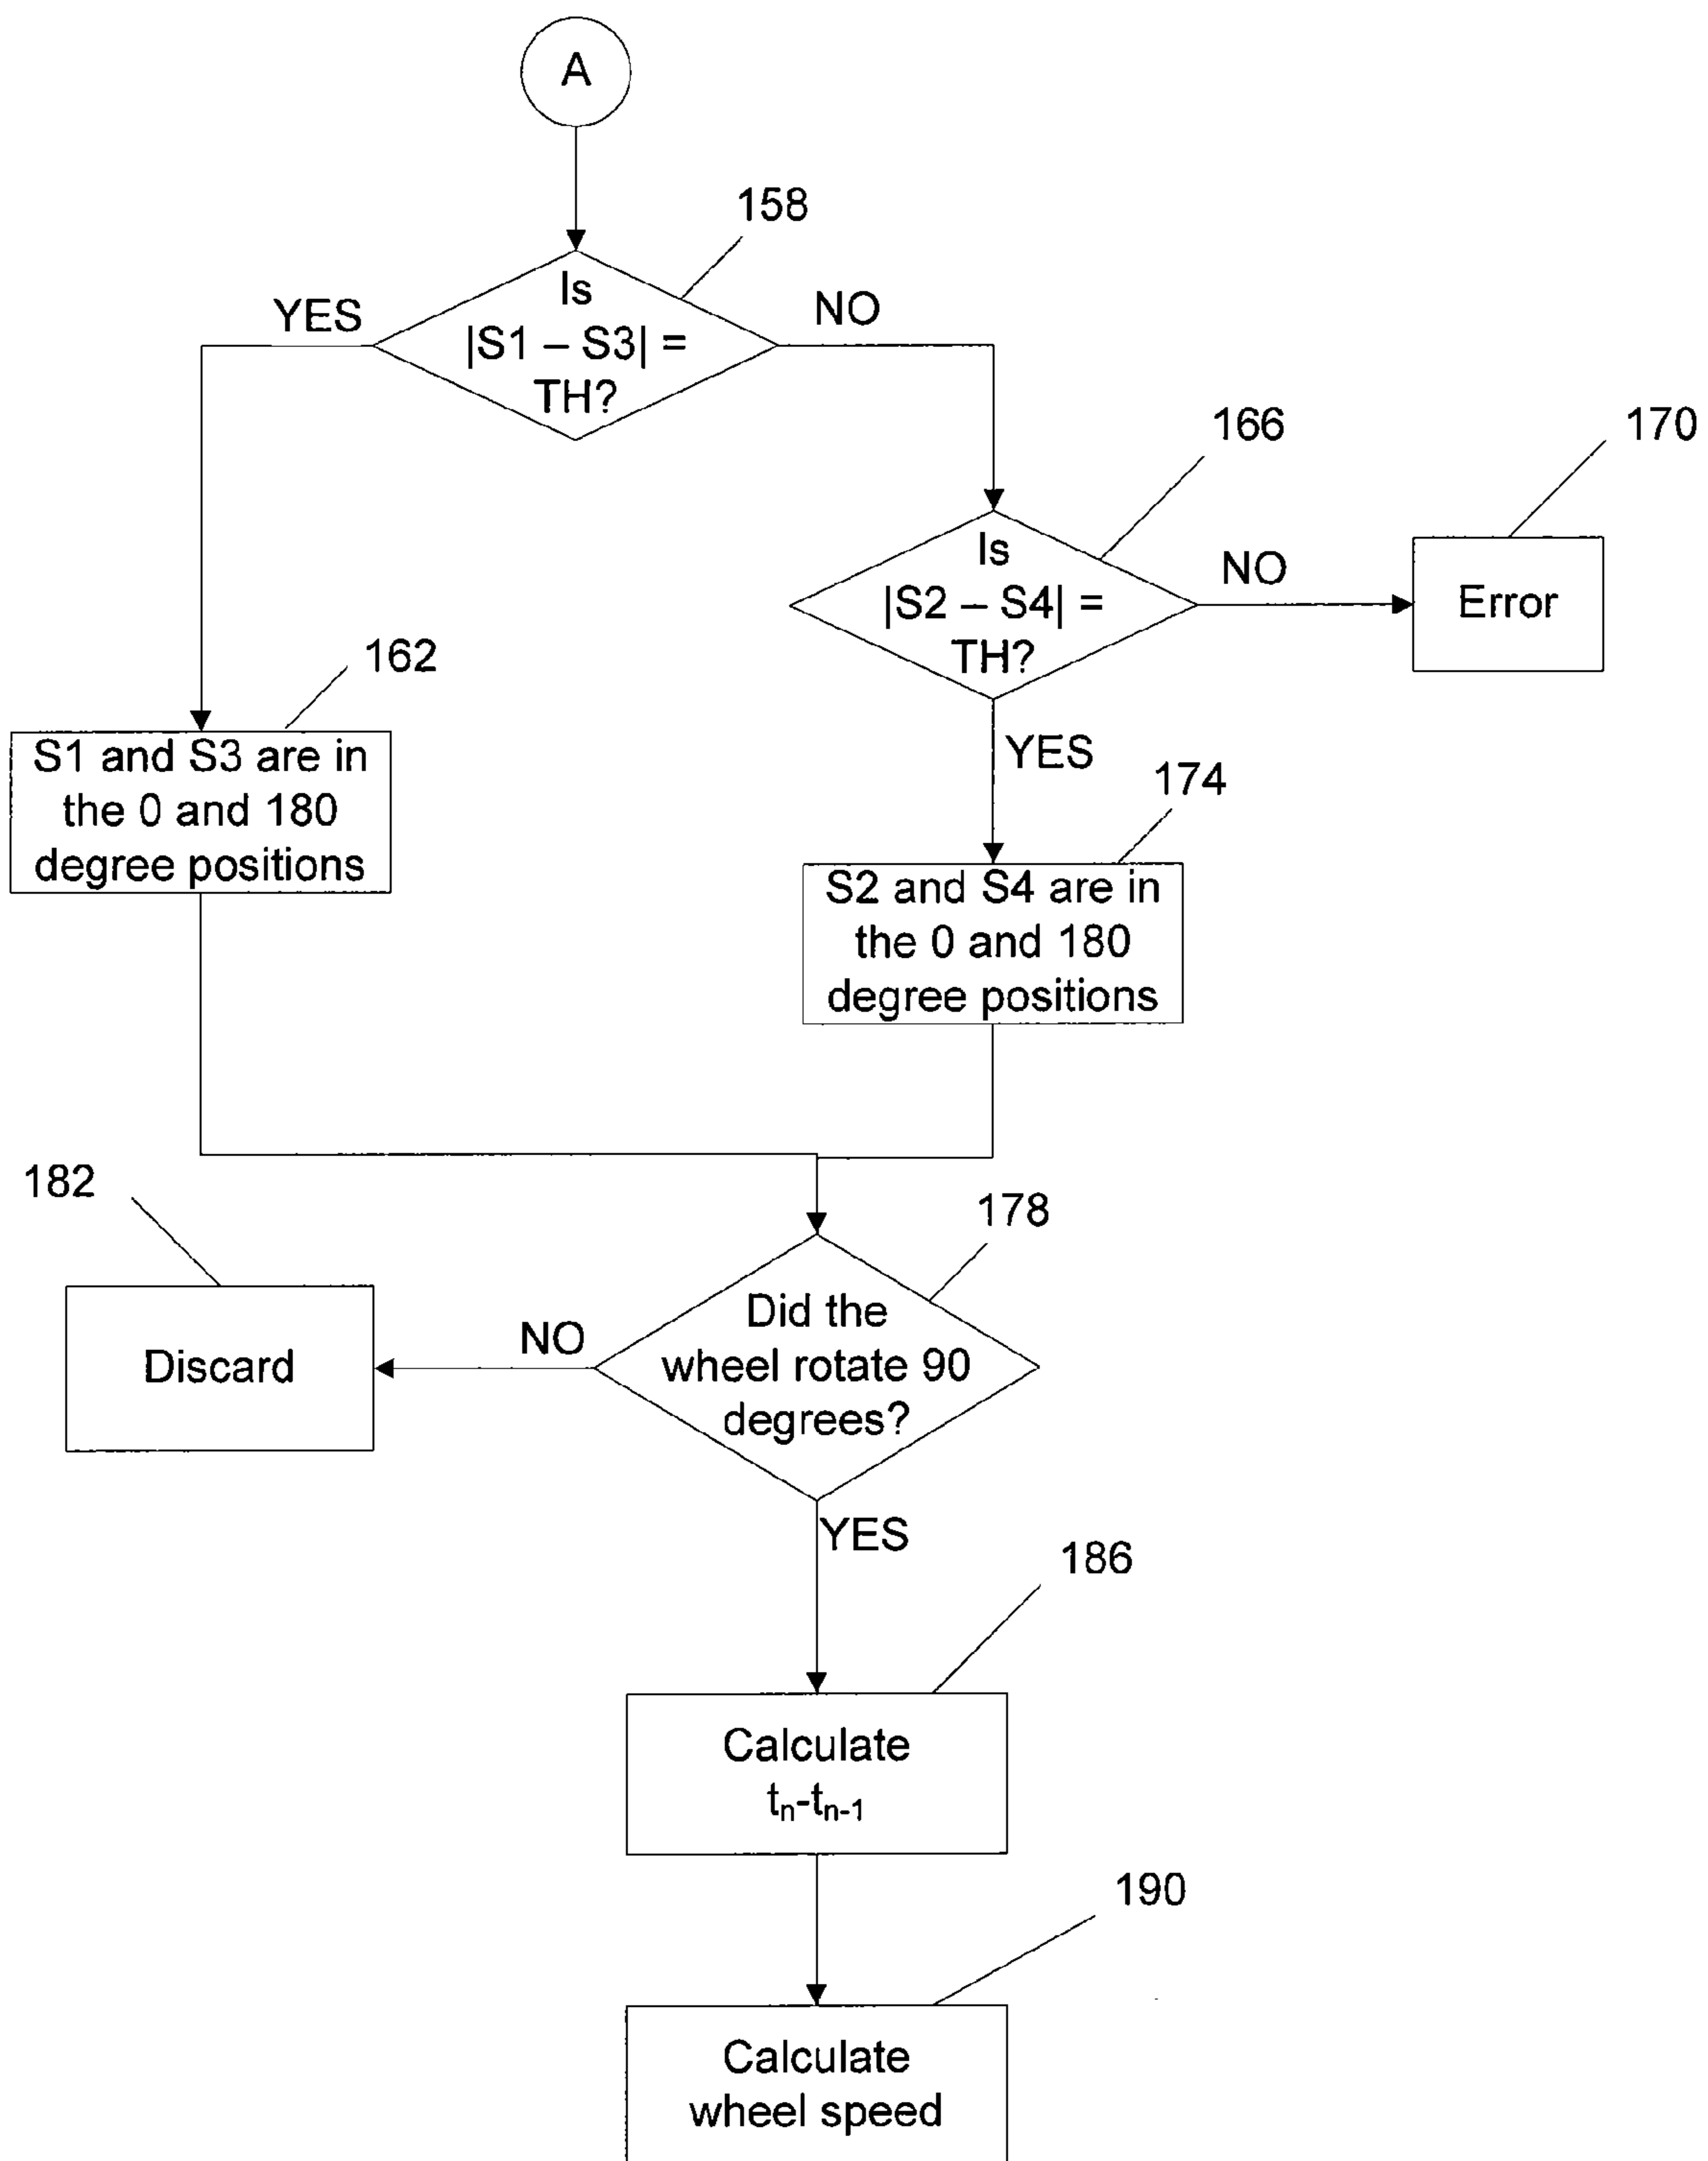 A
158
YES
Is
NO
|S1 – S3| =
TH?
166
170
Is
NO
|S2 – S4| =
Error
TH?
162
YES
S1 and S3 are in
the 0 and 180
degree positions
174
S2 and S4 are in
the 0 and 180
degree positions
182
178
Did the
NO
wheel rotate 90
Discard
degrees?
YES
186
Calculate
tn-tn-1
190
Calculate
wheel speed